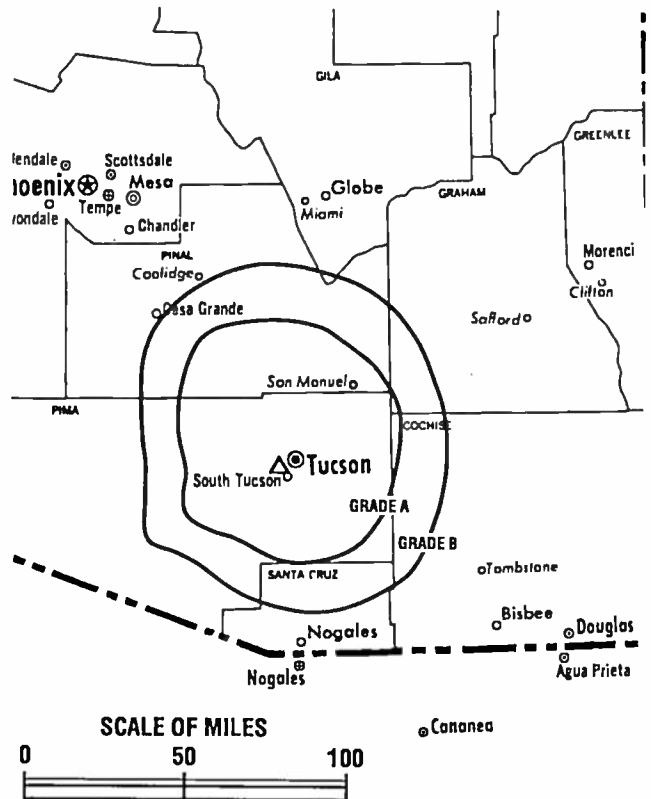 GILA
GREENLEE
lendale
Scottsdale
hoenix
Mesa
Globe
GRAHAM
Tempe
Miami
vondale
Chandler
PINAL
Morenci
Coolidge
Clifton
Casa Grande
Safford
San Manuel
PIMA
COCHISE
Tucson
South Tucson
GRADE A
GRADE B
SANTA CRUZ
Tombstone
Bisbee
Nogales
Douglas
Nogales
Agua Prieta
SCALE OF MILES
Cananea
0 50 100